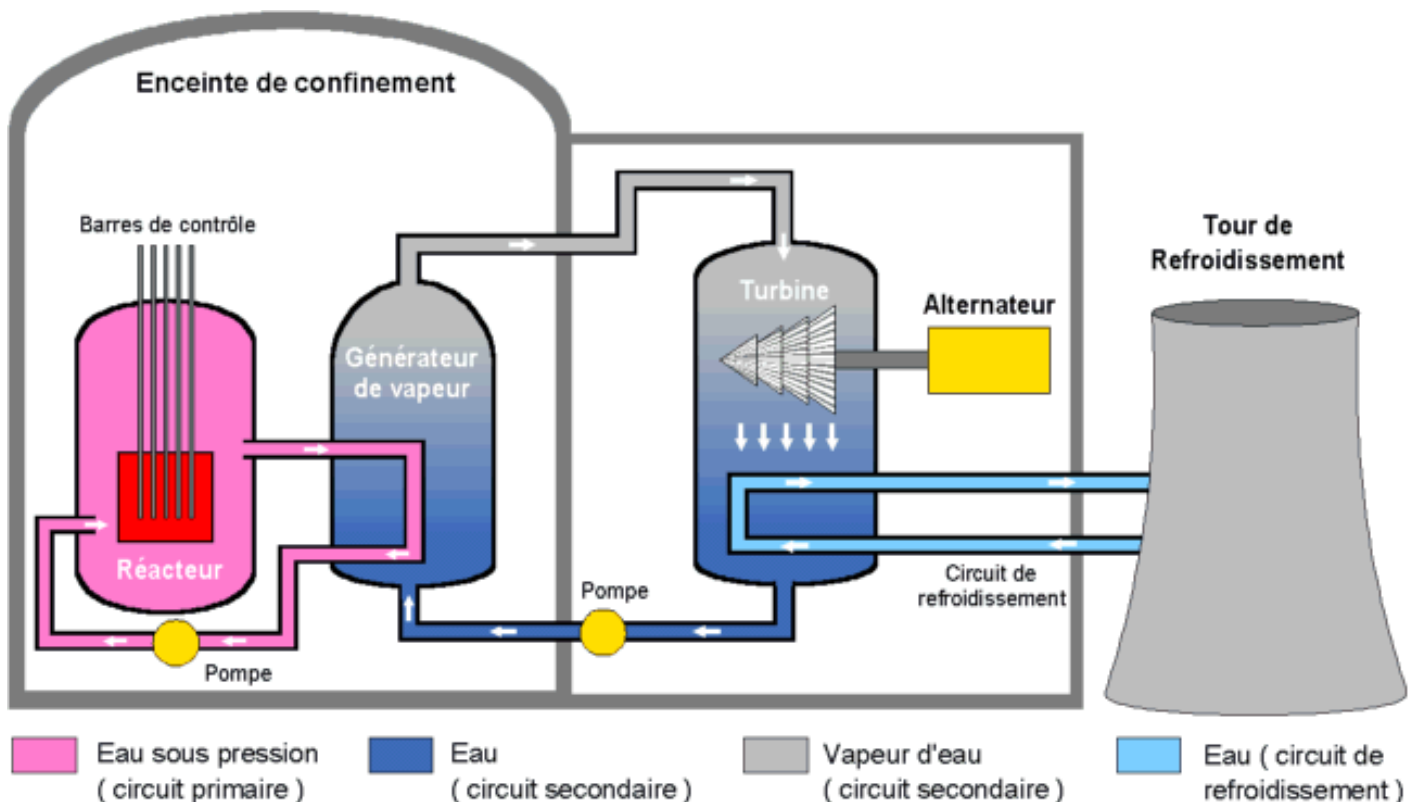 Enceinte de confinement
Barres de contrôle
Réacteur
Pompe
Générateur
de vapeur
Pompe
Turbine
Alternateur
Circuit de
refroidissement
Tour de
Refroidissement
Eau sous pression
( circuit primaire )
Eau
( circuit secondaire )
Vapeur d'eau
( circuit secondaire )
Eau ( circuit de
refroidissement )